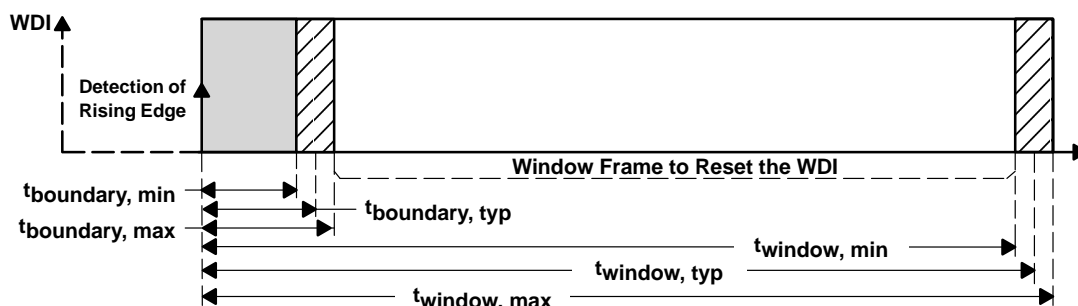 WDI
Detection of
Rising Edge
Window Frame to Reset the WDI
tboundary, min
tboundary, typ
tboundary, max
twindow, min
twindow, typ
twindow, max